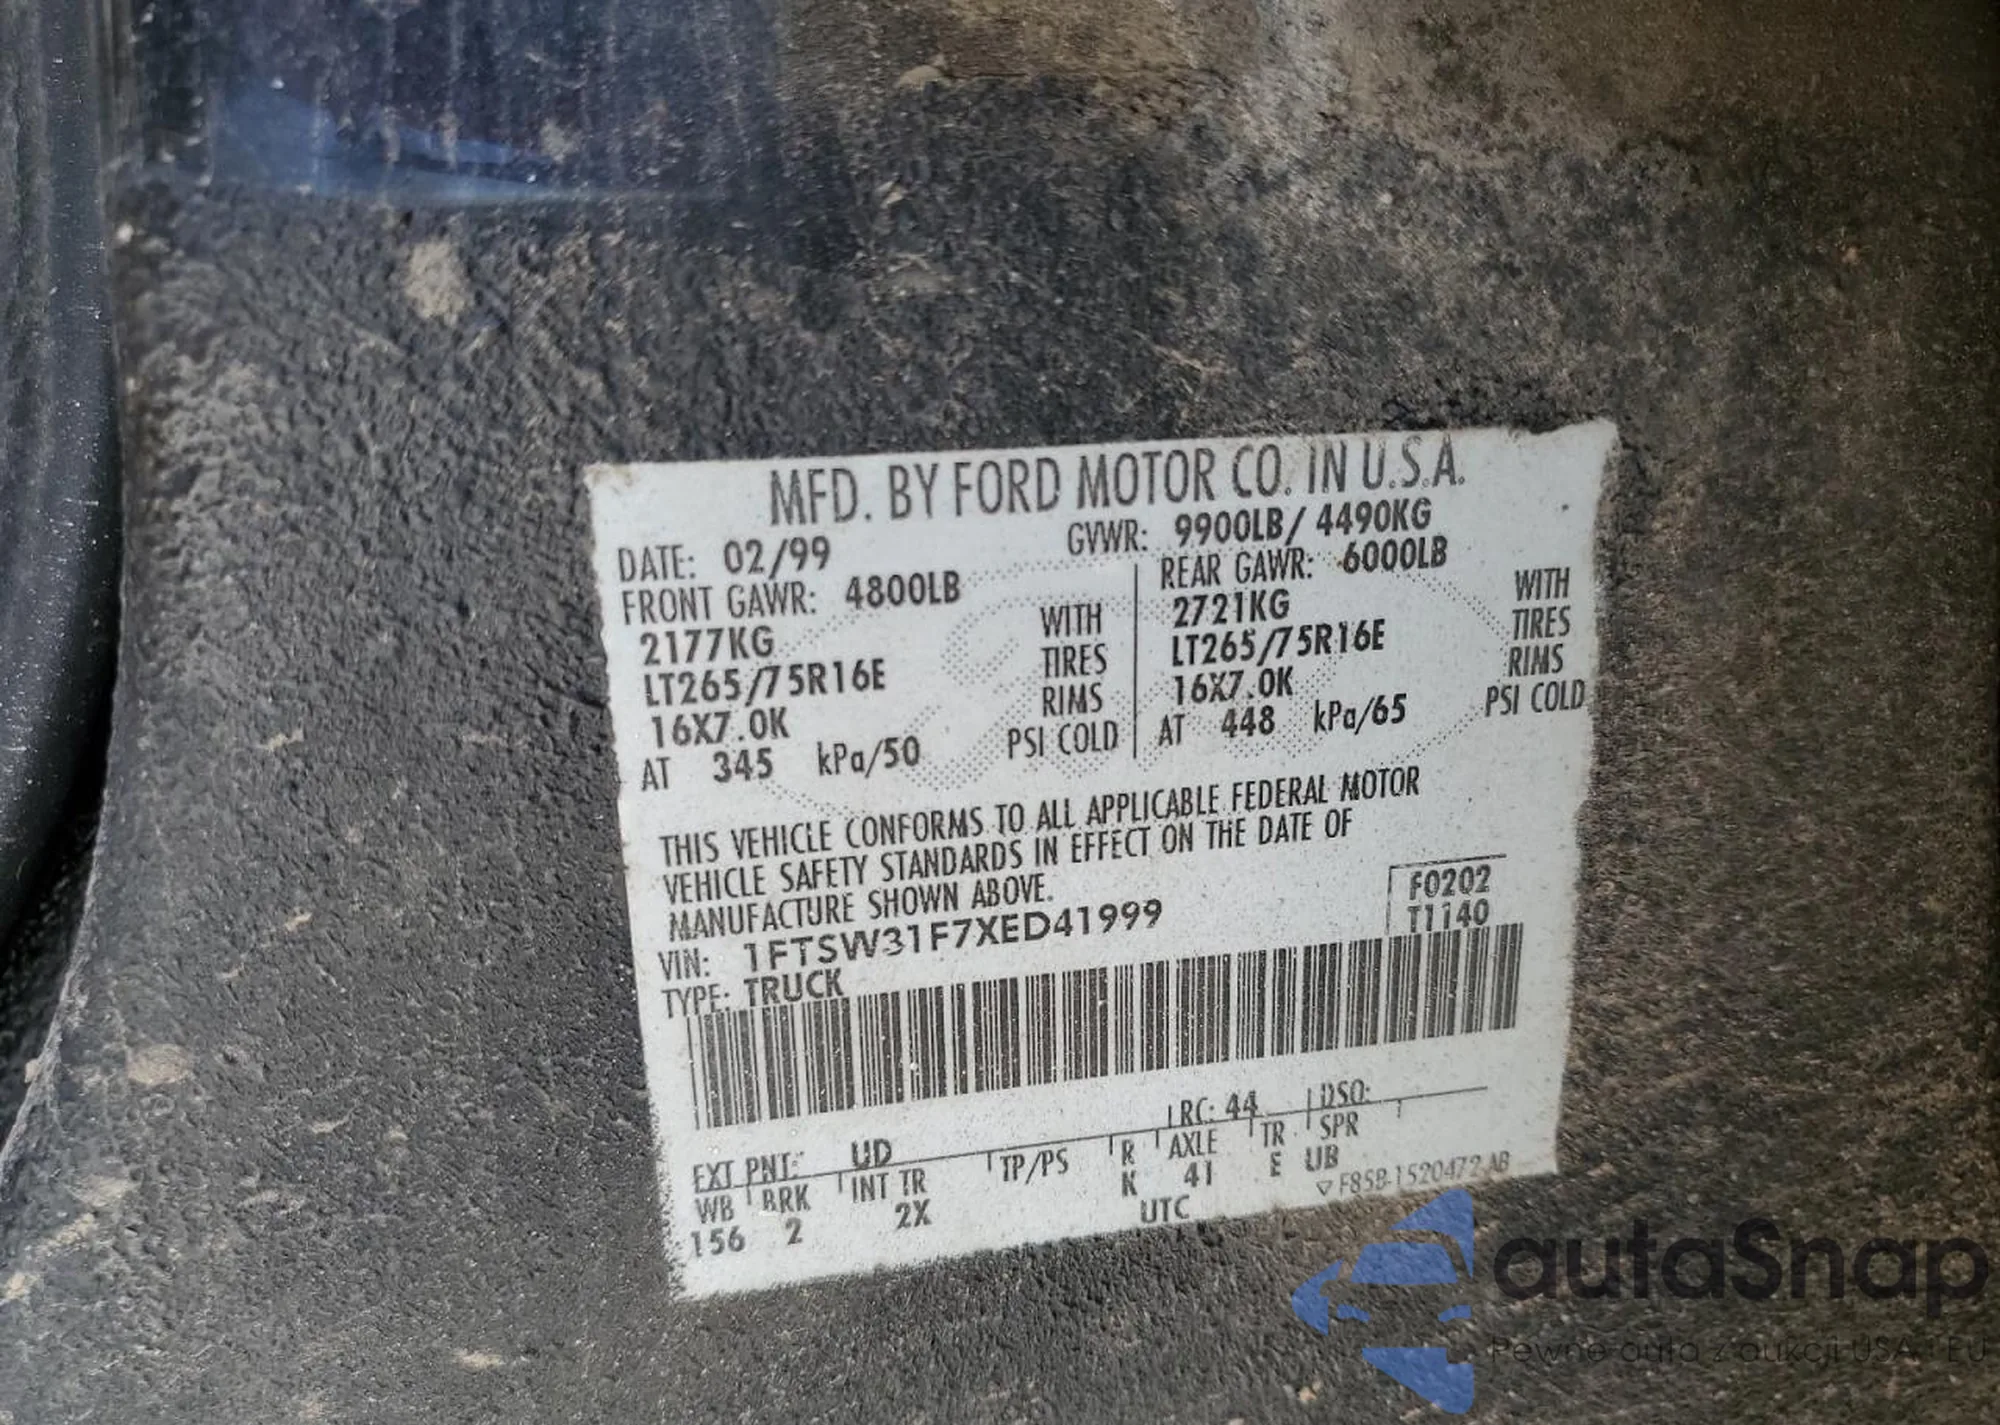 MFD. BY FORD MOTOR CO. IN U.S.A.
DATE: 02/99 GVWR: 9900LB/ 4490KG
FRONT GAWR: 4800LB REAR GAWR: 6000LB
2177KG WITH 2721KG WITH
LT265/75R16E TIRES LT265/75R16E TIRES
16X7.0K RIMS 16X7.0K RIMS
AT 345 kPa/50 PSI COLD AT 448 kPa/65 PSI COLD
THIS VEHICLE CONFORMS TO ALL APPLICABLE FEDERAL MOTOR
VEHICLE SAFETY STANDARDS IN EFFECT ON THE DATE OF
MANUFACTURE SHOWN ABOVE.
F0202
VIN: 1FTSW31F7XED41999 T1140
TYPE: TRUCK
EXT PNT: UD RC: 44 DSO:
WB BRK INT TR TP/PS R AXLE TR SPR
156 2 2X K 41 E UB
UTC ▽ F85B-1520472-AB
autaSnap
Pewne auta z aukcji USA i EU